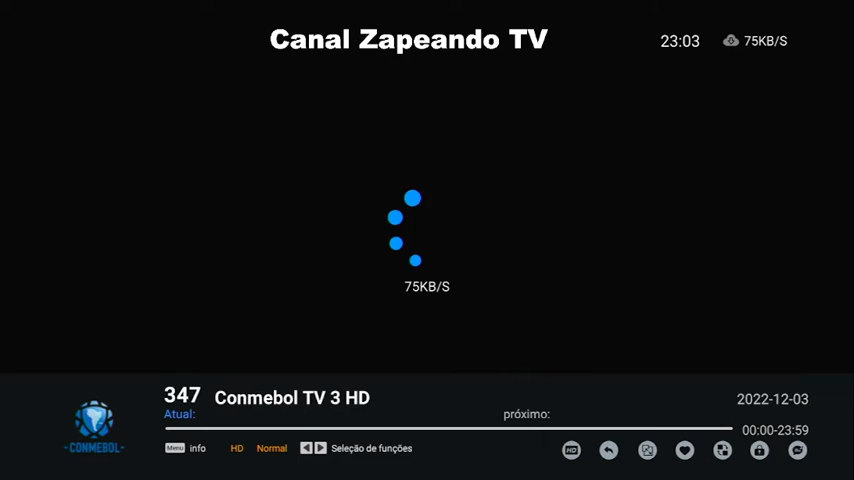 Canal Zapeando TV
23:03
75KB/S
75KB/S
347 Conmebol TV 3 HD
2022-12-03
Atual:
próximo:
00:00-23:59
CONMEBOL
Menu info HD Normal Seleção de funções
HD